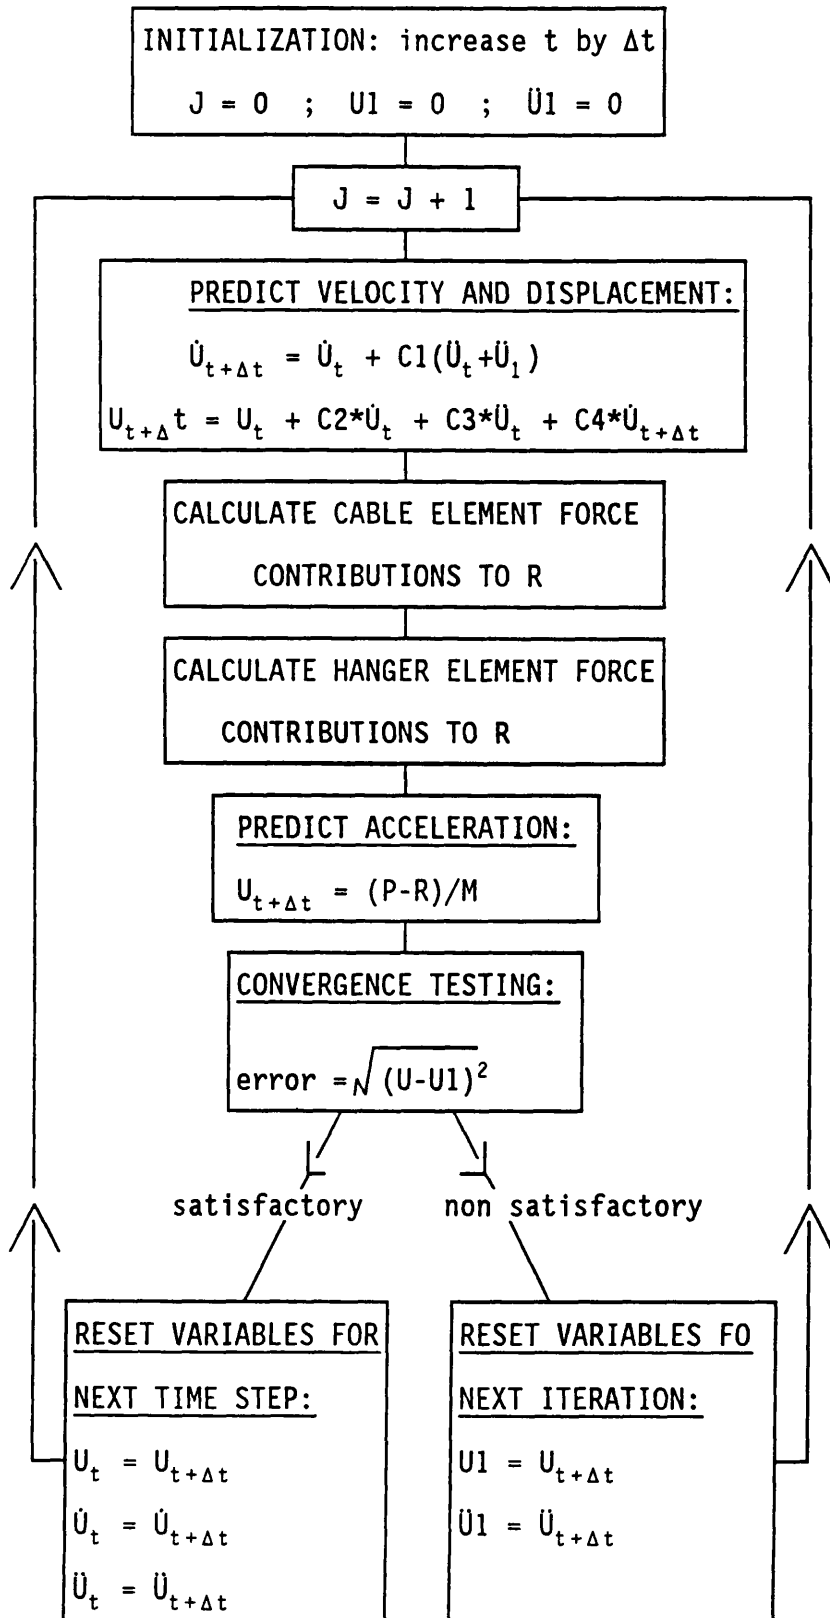 INITIALIZATION: increase t by Δt
J = 0 ; U1 = 0 ; Ü1 = 0
J = J + 1
PREDICT VELOCITY AND DISPLACEMENT:
U̇ₜ₊Δₜ = U̇ₜ + C1(Üₜ+Ü₁)
Uₜ₊Δt = Uₜ + C2*U̇ₜ + C3*Üₜ + C4*U̇ₜ₊Δₜ
CALCULATE CABLE ELEMENT FORCE
CONTRIBUTIONS TO R
CALCULATE HANGER ELEMENT FORCE
CONTRIBUTIONS TO R
PREDICT ACCELERATION:
Uₜ₊Δₜ = (P-R)/M
CONVERGENCE TESTING:
error =√(U-U1)²
satisfactory
non satisfactory
RESET VARIABLES FOR
NEXT TIME STEP:
Uₜ = Uₜ₊Δₜ
U̇ₜ = U̇ₜ₊Δₜ
Üₜ = Üₜ₊Δₜ
RESET VARIABLES FO
NEXT ITERATION:
U1 = Uₜ₊Δₜ
Ü1 = Üₜ₊Δₜ